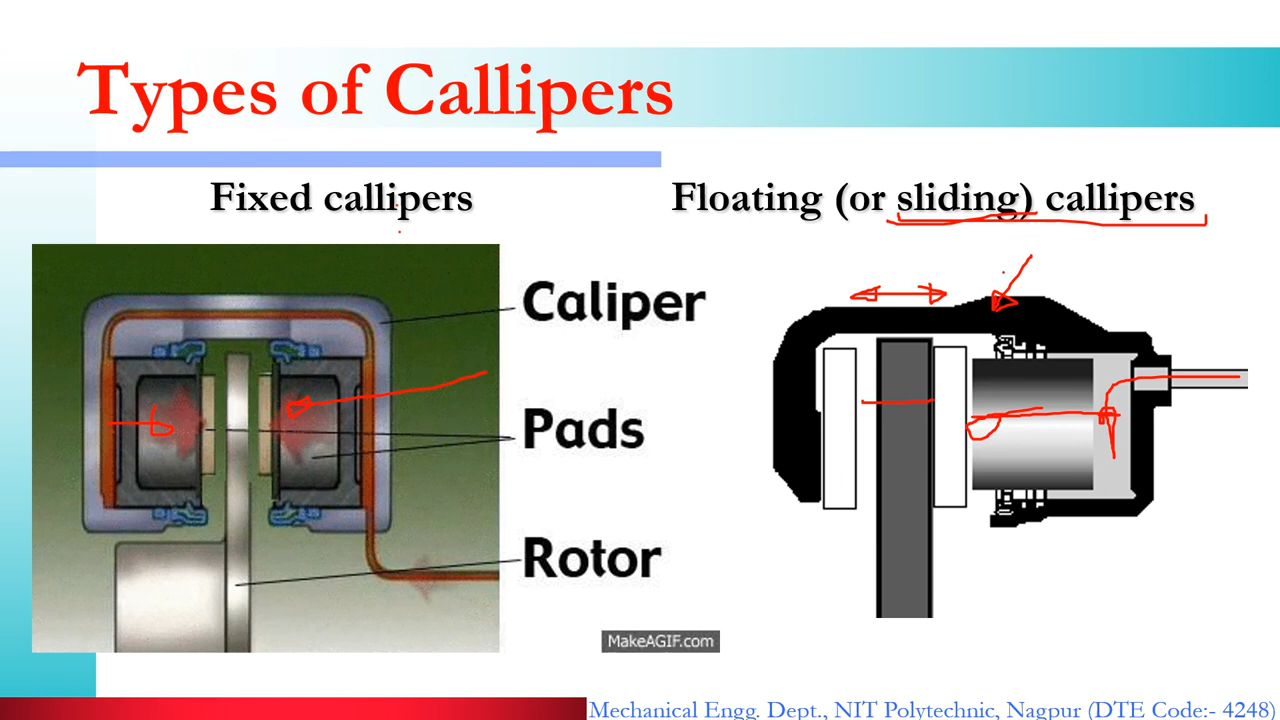 Types of Callipers
Fixed callipers
Floating (or sliding) callipers
Caliper
Pads
Rotor
MakeAGIF.com
Mechanical Engg. Dept., NIT Polytechnic, Nagpur (DTE Code:- 4248)